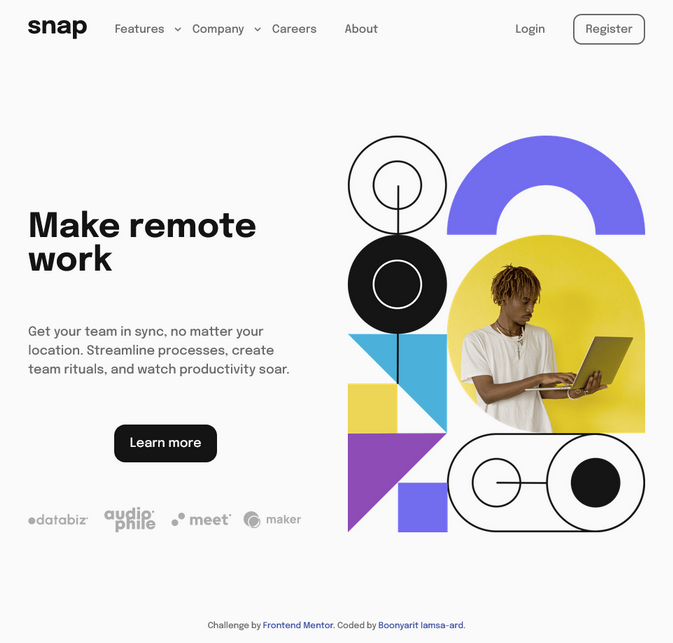 snap Features Company Careers About Login Register
Make remote
work
Get your team in sync, no matter your
location. Streamline processes, create
team rituals, and watch productivity soar.
Learn more
databiz audiophile meet maker
Challenge by Frontend Mentor. Coded by Boonyarit Iamsa-ard.